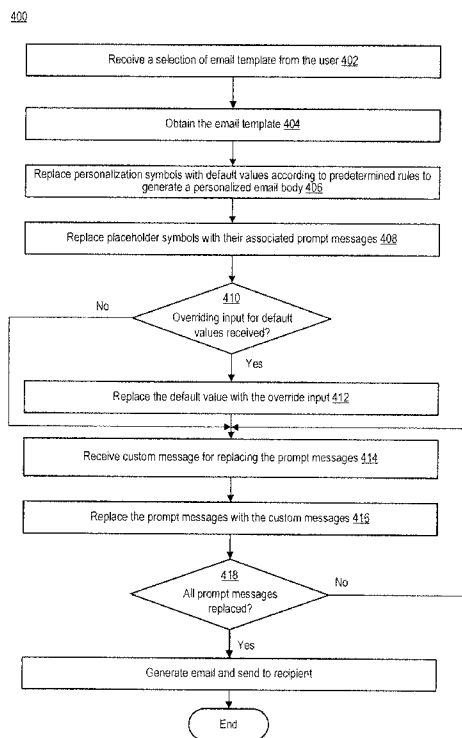 400
Receive a selection of email template from the user 402
Obtain the email template 404
Replace personalization symbols with default values according to predetermined rules to
generate a personalized email body 406
Replace placeholder symbols with their associated prompt messages 408
410
No
Overriding input for default
values received?
Yes
Replace the default value with the override input 412
Receive custom message for replacing the prompt messages 414
Replace the prompt messages with the custom messages 416
418
No
All prompt messages
replaced?
Yes
Generate email and send to recipient
End